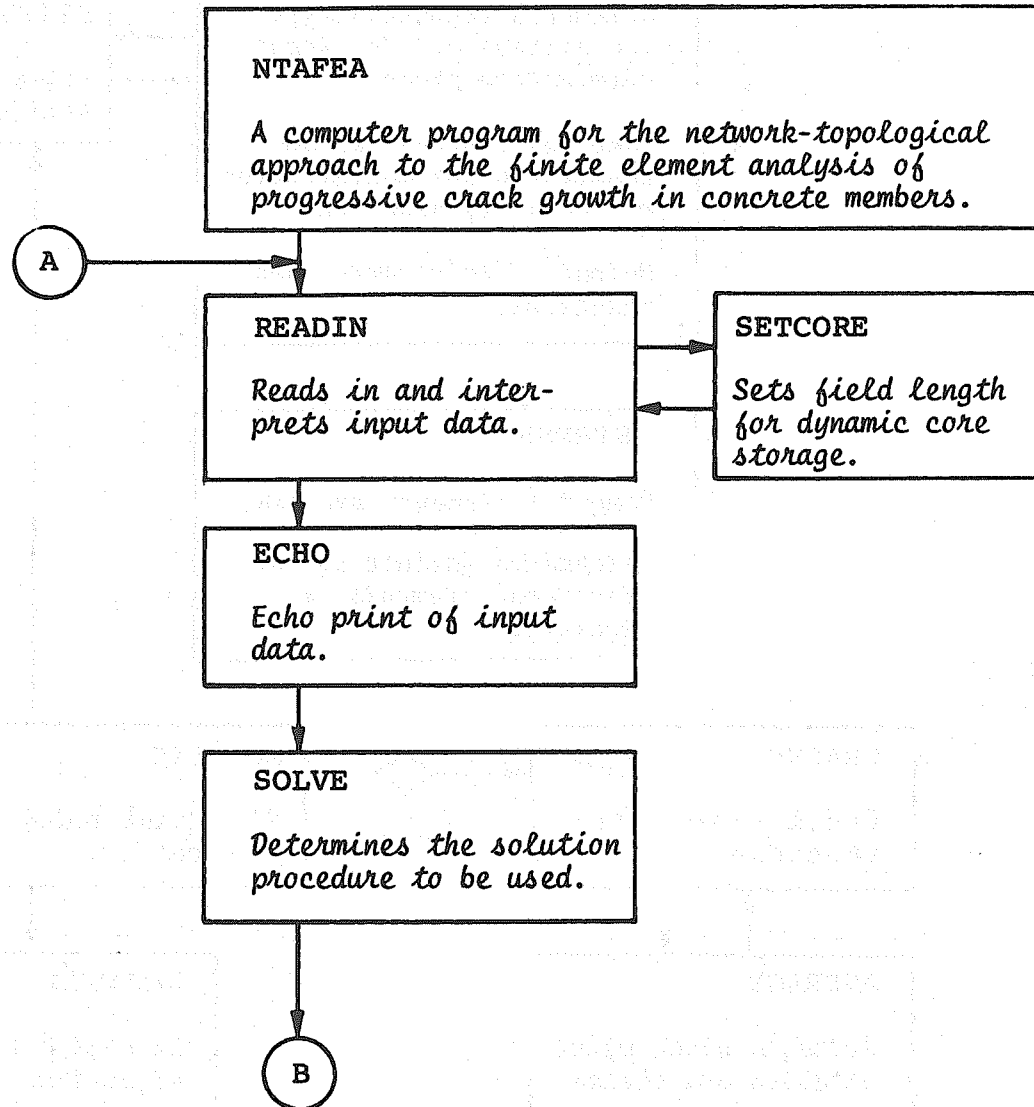 NTAFEA
A computer program for the network-topological
approach to the finite element analysis of
progressive crack growth in concrete members.
A
READIN
Reads in and inter-
prets input data.
SETCORE
Sets field length
for dynamic core
storage.
ECHO
Echo print of input
data.
SOLVE
Determines the solution
procedure to be used.
B